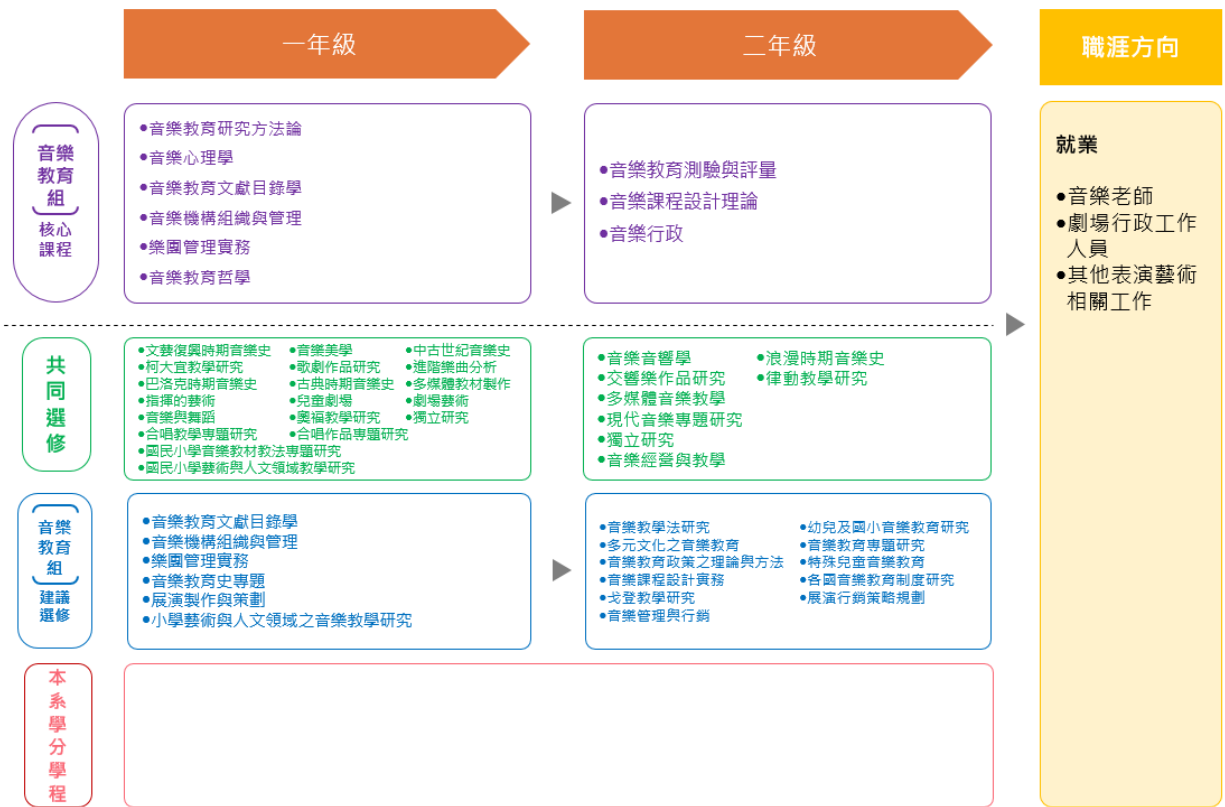 一年級
二年級
職涯方向
音樂
教育
組
核心
課程
●音樂教育研究方法論
●音樂心理學
●音樂教育文獻目錄學
●音樂機構組織與管理
●樂團管理實務
●音樂教育哲學
●音樂教育測驗與評量
●音樂課程設計理論
●音樂行政
就業
●音樂老師
●劇場行政工作
人員
●其他表演藝術
相關工作
共
同
選
修
●文藝復興時期音樂史 ●音樂美學 ●中古世紀音樂史
●柯大宜教學研究 ●歌劇作品研究 ●進階樂曲分析
●巴洛克時期音樂史 ●古典時期音樂史 ●多媒體教材製作
●指揮的藝術 ●兒童劇場 ●劇場藝術
●音樂與舞蹈 ●奧福教學研究 ●獨立研究
●合唱教學專題研究 ●合唱作品專題研究
●國民小學音樂教材教法專題研究
●國民小學藝術與人文領域教學研究
●音樂音響學 ●浪漫時期音樂史
●交響樂作品研究 ●律動教學研究
●多媒體音樂教學
●現代音樂專題研究
●獨立研究
●音樂經營與教學
音樂
教育
組
建議
選修
●音樂教育文獻目錄學
●音樂機構組織與管理
●樂團管理實務
●音樂教育史專題
●展演製作與策劃
●小學藝術與人文領域之音樂教學研究
●音樂教學法研究 ●幼兒及國小音樂教育研究
●多元文化之音樂教育 ●音樂教育專題研究
●音樂教育政策之理論與方法 ●特殊兒童音樂教育
●音樂課程設計實務 ●各國音樂教育制度研究
●戈登教學研究 ●展演行銷策略規劃
●音樂管理與行銷
本
系
學
分
學
程